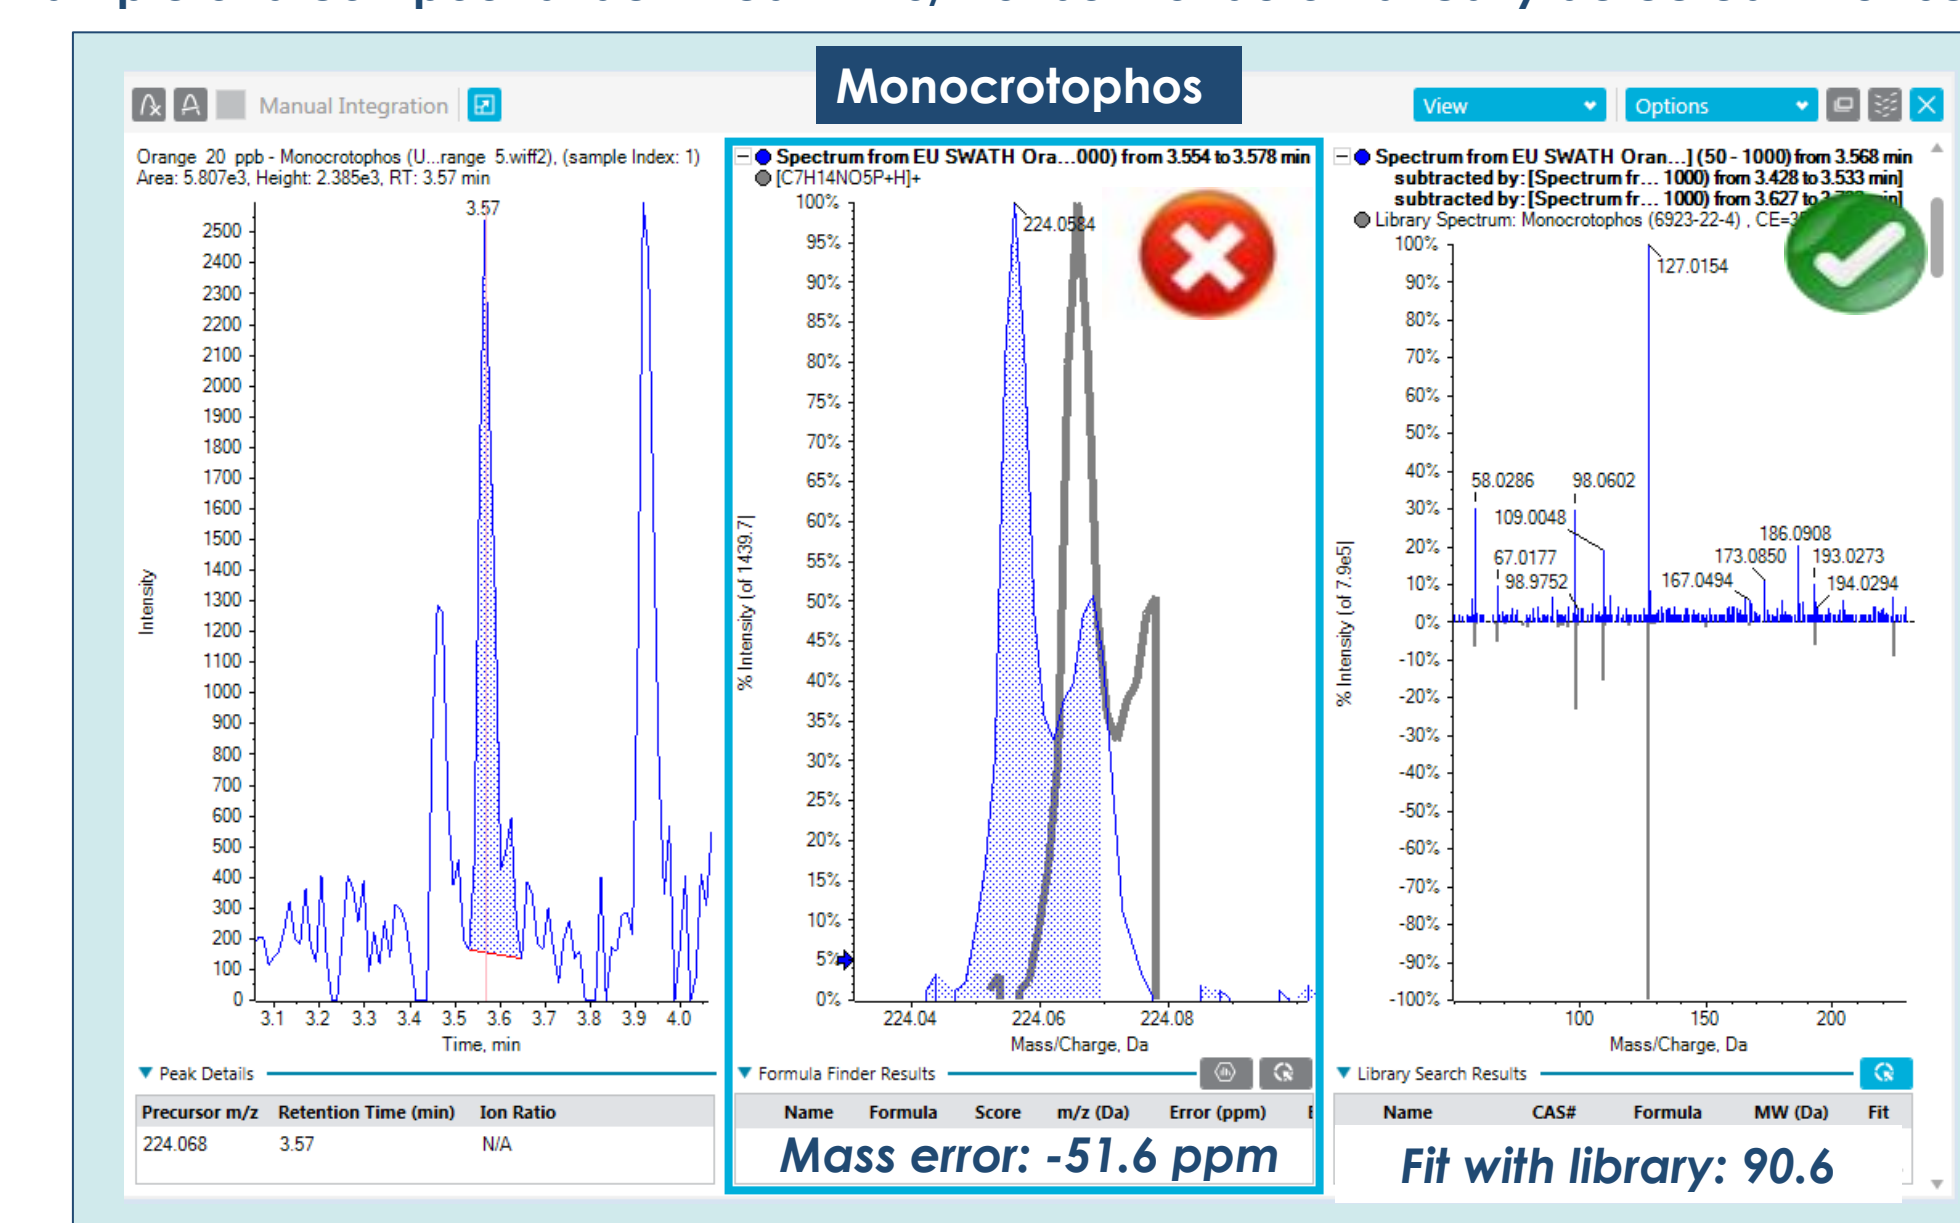 Monocrotophos
Manual Integration
View
Options
Orange 20 ppb - Monocrotophos (U...range 5.wiff2), (sample Index: 1)
Area: 5.807e3, Height: 2.385e3, RT: 3.57 min
3.57
2500
2400
2300
2200
2100
2000
1900
1800
1700
1600
1500
1400
1300
1200
1100
1000
900
800
700
600
500
400
300
200
100
0
Intensity
3.1 3.2 3.3 3.4 3.5 3.6 3.7 3.8 3.9 4.0
Time, min
Peak Details
Precursor m/z Retention Time (min) Ion Ratio
224.068 3.57 N/A
Spectrum from EU SWATH Ora...000) from 3.554 to 3.578 min
[C7H14NO5P+H]+
224.0584
100%
95%
90%
85%
80%
75%
70%
65%
60%
55%
50%
45%
40%
35%
30%
25%
20%
15%
10%
5%
0%
% Intensity (of 1439.7)
224.04 224.06 224.08
Mass/Charge, Da
Formula Finder Results
Name Formula Score m/z (Da) Error (ppm)
Mass error: -51.6 ppm
Spectrum from EU SWATH Oran...] (50 - 1000) from 3.568 min
subtracted by: [Spectrum fr... 1000) from 3.428 to 3.533 min]
subtracted by: [Spectrum fr... 1000) from 3.627 to
Library Spectrum: Monocrotophos (6923-22-4) , CE=3
100%
90%
80%
70%
60%
50%
40%
30%
20%
10%
0%
-10%
-20%
-30%
-40%
-50%
-60%
-70%
-80%
-90%
-100%
% Intensity (of 7.9e5)
127.0154
58.0286
98.0602
109.0048
67.0177
98.9752
186.0908
173.0850
193.0273
167.0494
194.0294
100 150 200
Mass/Charge, Da
Library Search Results
Name CAS# Formula MW (Da) Fit
Fit with library: 90.6